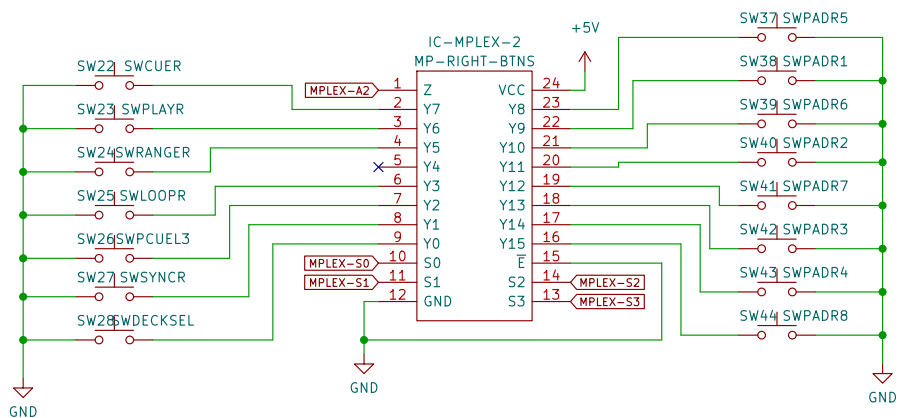 SW37 SWPADR5
+5V
IC-MPLEX-2
MP-RIGHT-BTNS
SW22 SWCUER
SW38 SWPADR1
MPLEX-A2 1 Z VCC 24
SW23 SWPLAYR
2 Y7 Y8 23
SW39 SWPADR6
3 Y6 Y9 22
SW24 SWRANGER
4 Y5 Y10 21
SW40 SWPADR2
5 Y4 Y11 20
SW25 SWLOOPR
6 Y3 Y12 19
SW41 SWPADR7
7 Y2 Y13 18
SW26 SWPCUEL3
8 Y1 Y14 17
SW42 SWPADR3
9 Y0 Y15 16
MPLEX-S0 10 S0 E 15
SW27 SWSYNCR
SW43 SWPADR4
MPLEX-S1 11 S1 S2 14 MPLEX-S2
12 GND S3 13 MPLEX-S3
SW28 SWDECKSEL
SW44 SWPADR8
GND
GND
GND